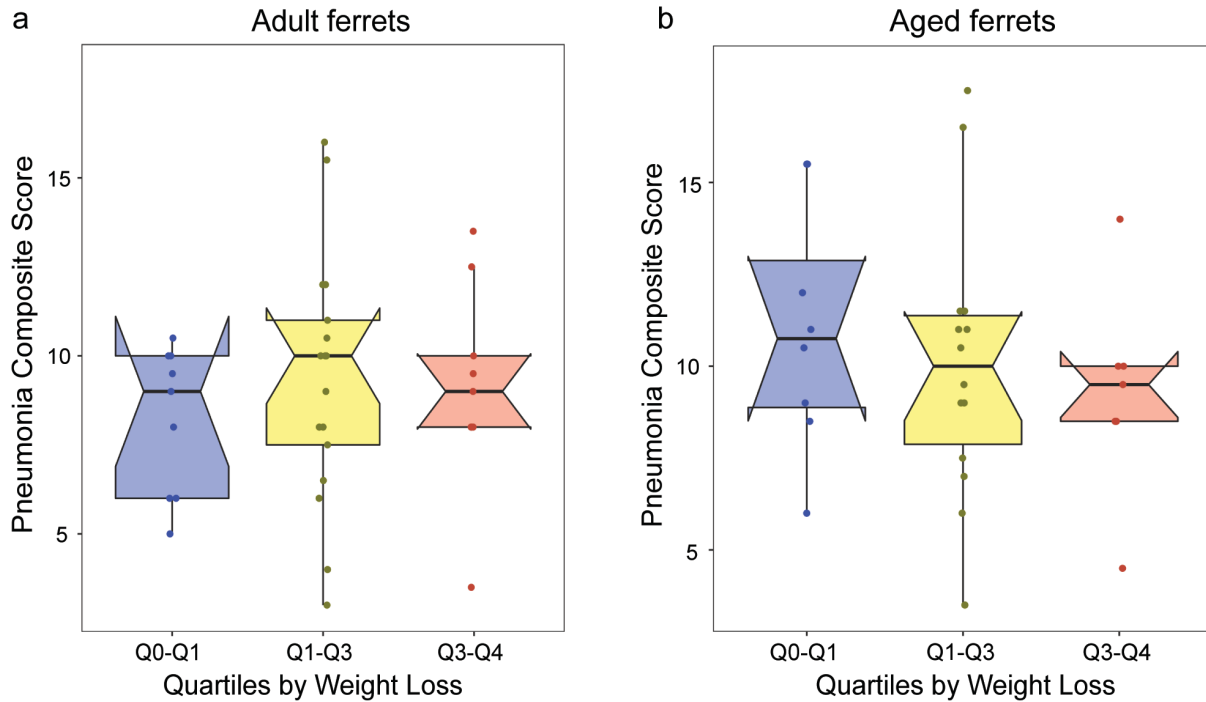 a
Adult ferrets
Pneumonia Composite Score
15
10
5
Q0-Q1
Q1-Q3
Q3-Q4
Quartiles by Weight Loss
b
Aged ferrets
Pneumonia Composite Score
15
10
5
Q0-Q1
Q1-Q3
Q3-Q4
Quartiles by Weight Loss